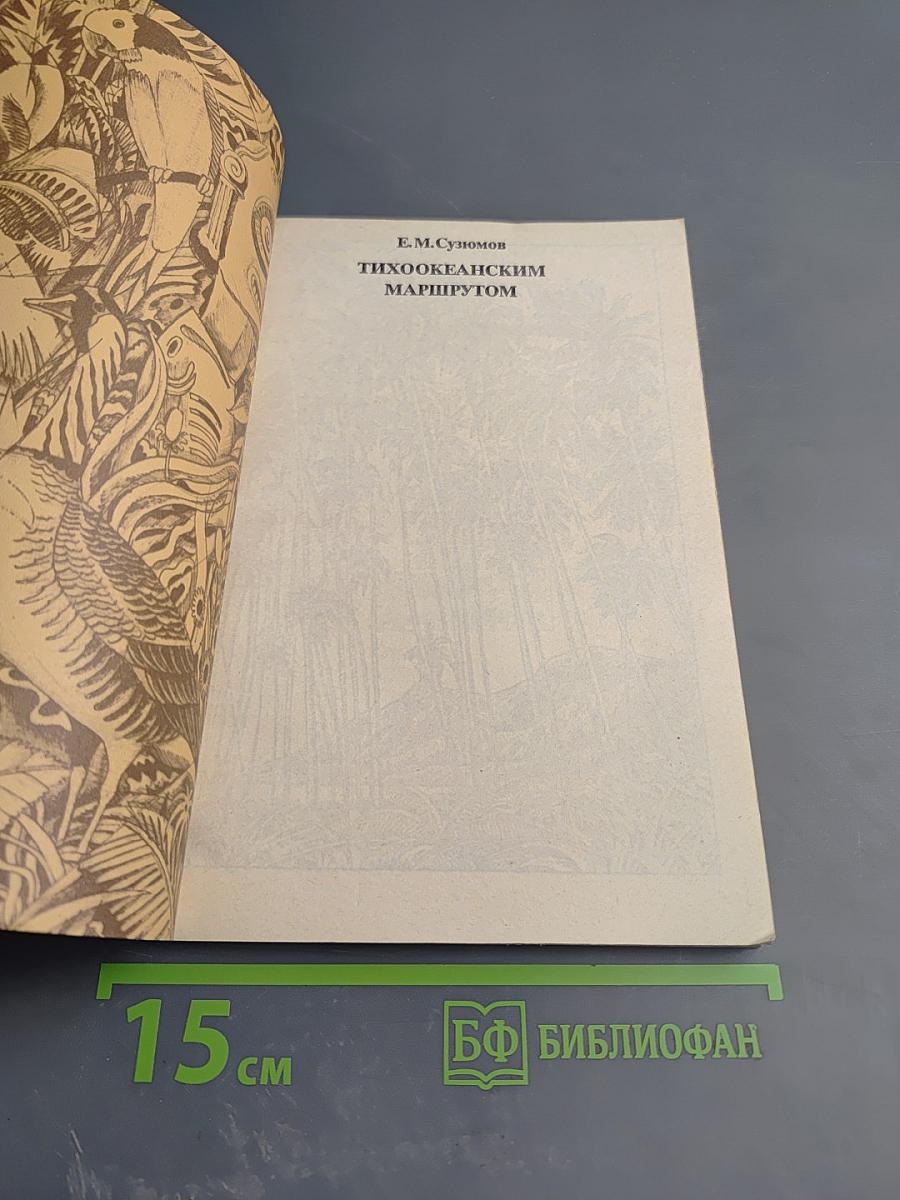 Е. М. Сузюмов
ТИХООКЕАНСКИМ
МАРШРУТОМ
15 см
БФ БИБЛИОФАН